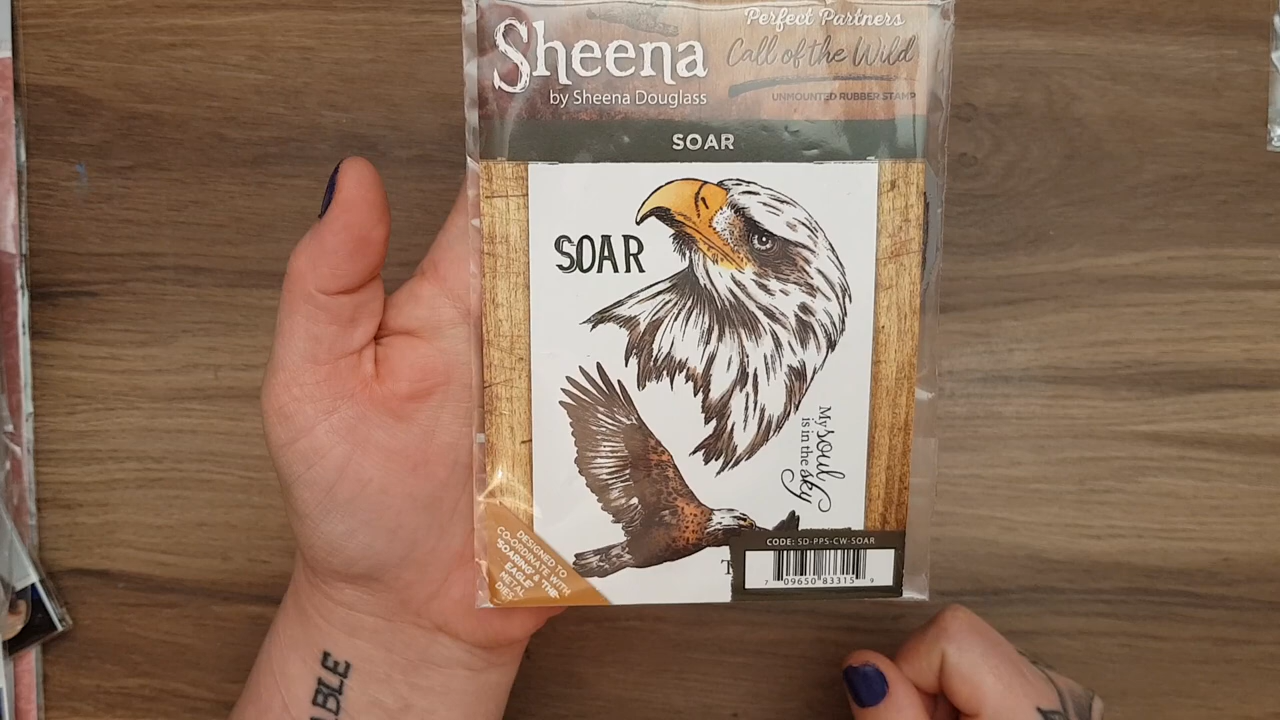 Sheena
by Sheena Douglass
Perfect Partners
Call of the Wild
UNMOUNTED RUBBER STAMP
SOAR
SOAR
My soul
is in the sky
DESIGNED TO
CO-ORDINATE WITH
'SOARING' & 'THE
EAGLE'
METAL
DIES
T
CODE: SD-PPS-CW-SOAR
7 09650 83315 9
ABLE